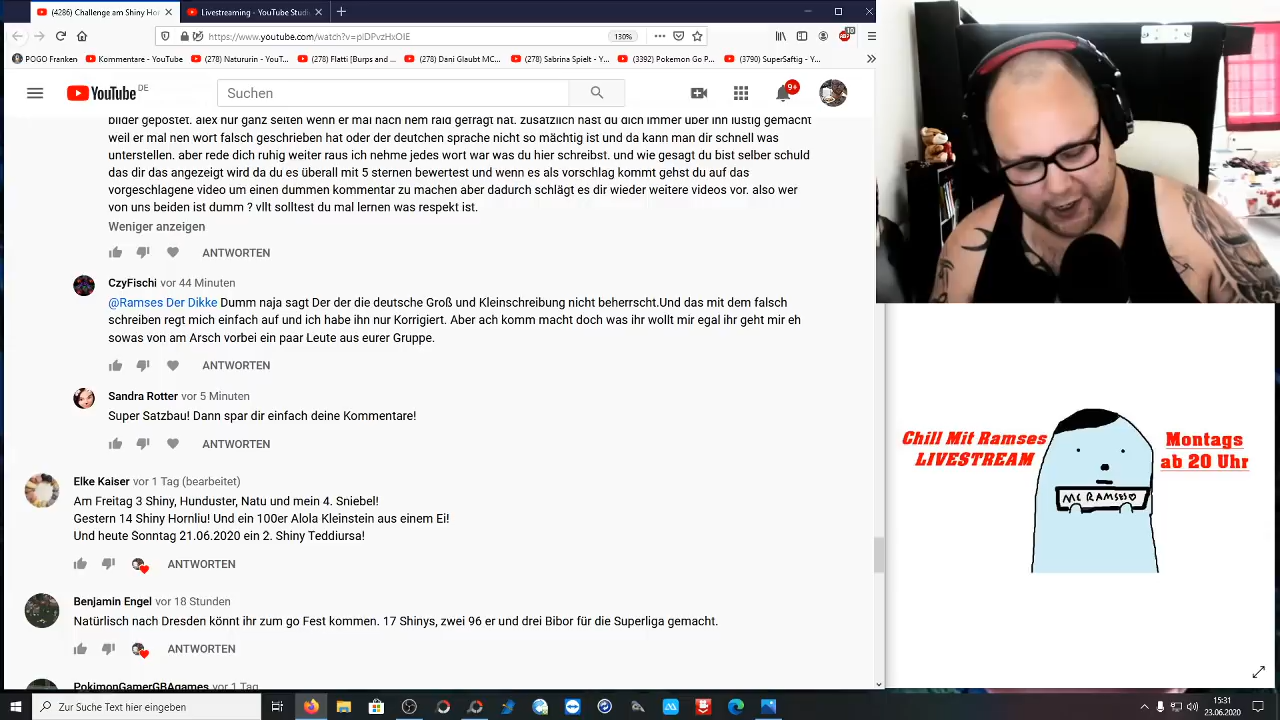 (4286) Challenge am Shiny Hor
Livestreaming - YouTube Studi
https://www.youtube.com/watch?v=plDPvzHxOlE
130%
10
POGO Franken
Kommentare - YouTube
(278) Natururin - YouT...
(278) Flatti [Burps and ...
(278) Dani Glaubt MC...
(278) Sabrina Spielt - Y...
(3392) Pokemon Go P...
(3790) SuperSaftig - Y...
YouTube DE
Suchen
9+
bilder gepostet. alex nur ganz selten wenn er mal nach nem raid gefragt hat. zusätzlich hast du dich immer über ihn lustig gemacht
weil er mal nen wort falsch geschrieben hat oder der deutchen sprache nicht so mächtig ist und da kann man dir schnell was
unterstellen. aber rede dich ruhig weiter raus ich nehme jedes wort war was du hier schreibst. und wie gesagt du bist selber schuld
das dir das angezeigt wird da du es überall mit 5 sternen bewertest und wenn es als vorschlag kommt gehst du auf das
vorgeschlagene video um einen dummen kommentar zu machen aber dadurch schlägt es dir wieder weitere videos vor. also wer
von uns beiden ist dumm ? vllt solltest du mal lernen was respekt ist.
Weniger anzeigen
ANTWORTEN
CzyFischi vor 44 Minuten
@Ramses Der Dikke Dumm naja sagt Der der die deutsche Groß und Kleinschreibung nicht beherrscht.Und das mit dem falsch
schreiben regt mich einfach auf und ich habe ihn nur Korrigiert. Aber ach komm macht doch was ihr wollt mir egal ihr geht mir eh
sowas von am Arsch vorbei ein paar Leute aus eurer Gruppe.
ANTWORTEN
Sandra Rotter vor 5 Minuten
Super Satzbau! Dann spar dir einfach deine Kommentare!
ANTWORTEN
Elke Kaiser vor 1 Tag (bearbeitet)
Am Freitag 3 Shiny, Hunduster, Natu und mein 4. Sniebel!
Gestern 14 Shiny Hornliu! Und ein 100er Alola Kleinstein aus einem Ei!
Und heute Sonntag 21.06.2020 ein 2. Shiny Teddiursa!
ANTWORTEN
Benjamin Engel vor 18 Stunden
Natürlisch nach Dresden könnt ihr zum go Fest kommen. 17 Shinys, zwei 96 er und drei Bibor für die Superliga gemacht.
ANTWORTEN
PokimonGamerGBAgames vor 1 Tag
Chill Mit Ramses
LIVESTREAM
Montags
ab 20 Uhr
MC RAMSES
Zur Suche Text hier eingeben
15:31
23.06.2020